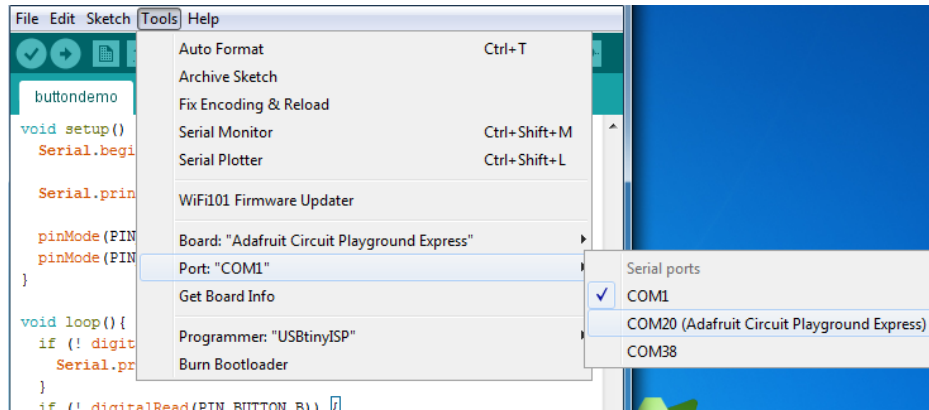 File Edit Sketch Tools Help
Auto Format Ctrl+T
Archive Sketch
buttondemo
Fix Encoding & Reload
void setup()
Serial Monitor Ctrl+Shift+M
Serial.begi
Serial Plotter Ctrl+Shift+L
Serial.prin
WiFi101 Firmware Updater
pinMode(PIN
Board: "Adafruit Circuit Playground Express"
pinMode(PIN
Port: "COM1"
Serial ports
}
Get Board Info
COM1
void loop(){
COM20 (Adafruit Circuit Playground Express)
if (! digit
Programmer: "USBtinyISP"
COM38
Serial.pr
Burn Bootloader
}
if (! digitalRead(PIN_BUTTON_B)) {